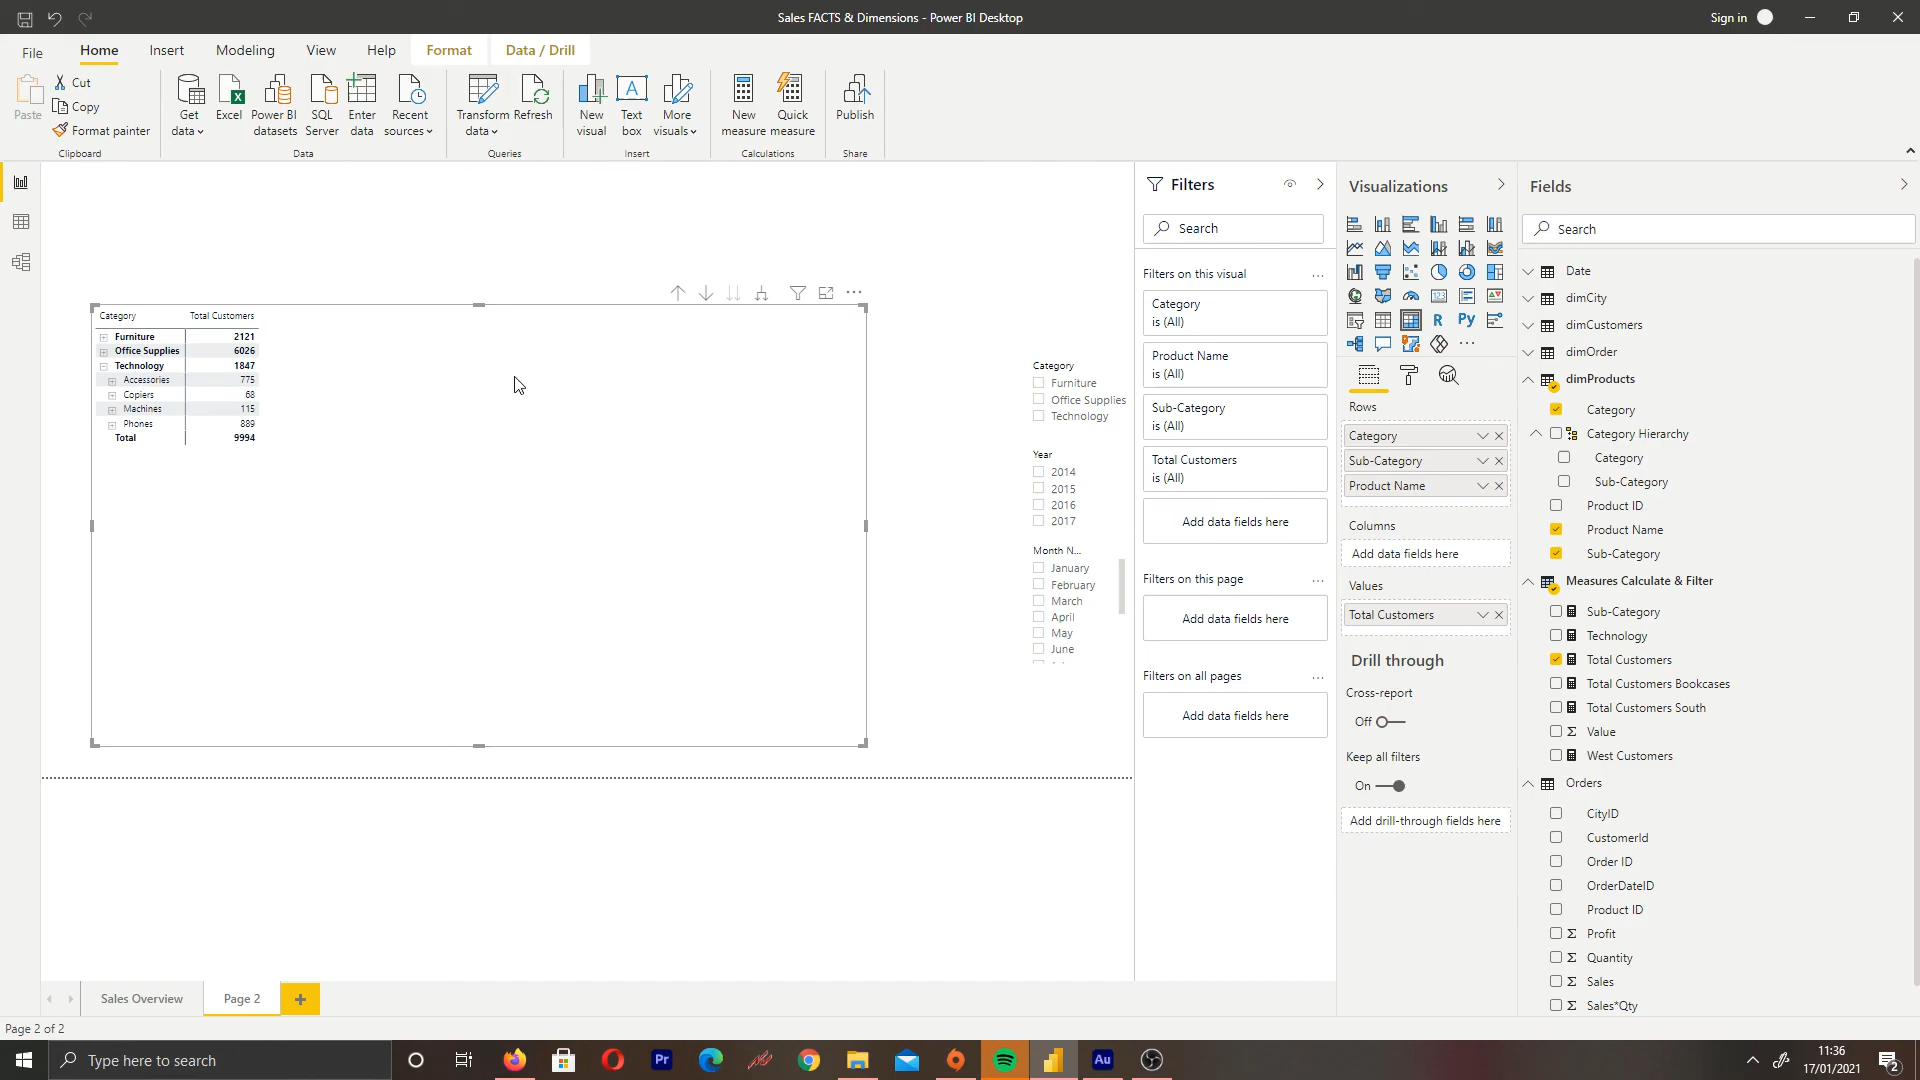 Sales FACTS & Dimensions - Power BI Desktop
Sign in
File
Home
Insert
Modeling
View
Help
Format
Data / Drill
Paste
Cut
Copy
Format painter
Clipboard
Get data
Excel
Power BI datasets
SQL Server
Enter data
Recent sources
Data
Transform data
Refresh
Queries
New visual
Text box
More visuals
Insert
New measure
Quick measure
Calculations
Publish
Share
Category Total Customers
Furniture 2121
Office Supplies 6026
Technology 1847
Accessories 775
Copiers 68
Machines 115
Phones 889
Total 9994
Category
Furniture
Office Supplies
Technology
Year
2014
2015
2016
2017
Month N...
January
February
March
April
May
June
Filters
Search
Filters on this visual
Category
is (All)
Product Name
is (All)
Sub-Category
is (All)
Total Customers
is (All)
Add data fields here
Filters on this page
Add data fields here
Filters on all pages
Add data fields here
Visualizations
R
Py
Rows
Category
Sub-Category
Product Name
Columns
Add data fields here
Values
Total Customers
Drill through
Cross-report
Off
Keep all filters
On
Add drill-through fields here
Fields
Search
Date
dimCity
dimCustomers
dimOrder
dimProducts
Category
Category Hierarchy
Category
Sub-Category
Product ID
Product Name
Sub-Category
Measures Calculate & Filter
Sub-Category
Technology
Total Customers
Total Customers Bookcases
Total Customers South
Value
West Customers
Orders
CityID
CustomerId
Order ID
OrderDateID
Product ID
Profit
Quantity
Sales
Sales*Qty
Sales Overview
Page 2
Page 2 of 2
Type here to search
Pr
Au
11:36
17/01/2021
2